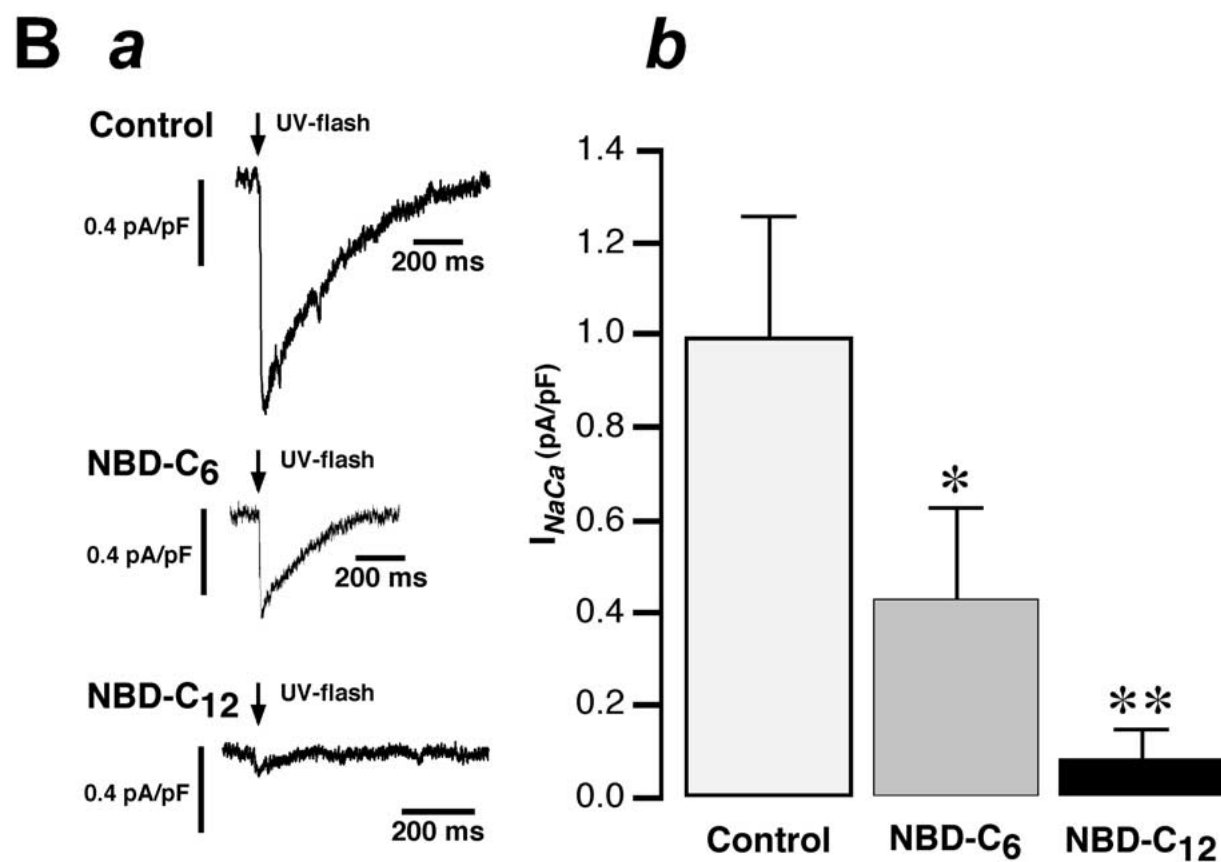 B a
Control
UV-flash
0.4 pA/pF
200 ms
NBD-C6
UV-flash
0.4 pA/pF
200 ms
NBD-C12
UV-flash
0.4 pA/pF
200 ms
b
INaCa (pA/pF)
1.4
1.2
1.0
0.8
0.6
0.4
0.2
0.0
*
**
Control NBD-C6 NBD-C12